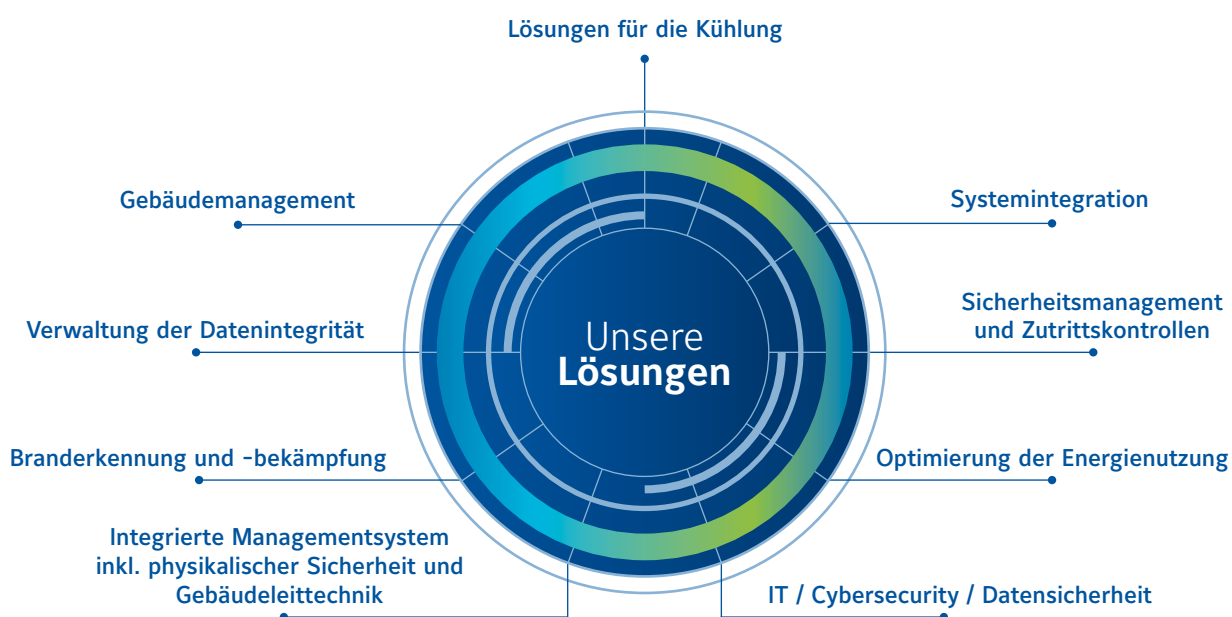 Lösungen für die Kühlung
Gebäudemanagement
Systemintegration
Verwaltung der Datenintegrität
Sicherheitsmanagement
und Zutrittskontrollen
Unsere
Lösungen
Branderkennung und -bekämpfung
Optimierung der Energienutzung
Integrierte Managementsystem
inkl. physikalischer Sicherheit und
Gebäudeleittechnik
IT / Cybersecurity / Datensicherheit